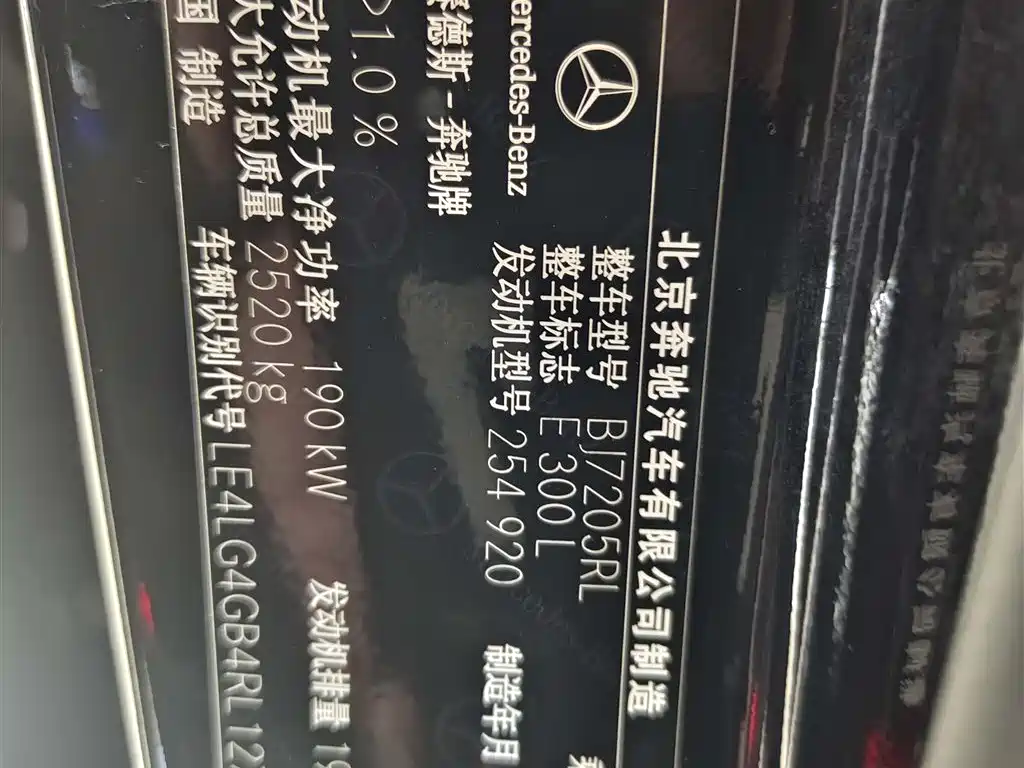 北京奔驰汽车有限公司制造
Mercedes-Benz
整车型号 BJ7205RL
整车标志 E 300 L
发动机型号 254 920 制造年月
德斯-奔驰牌
>1.0 %
动机最大净功率 190 kW 发动机排量 19
大允许总质量 2520 kg
国 制造 车辆识别代号 LE4LG4GB4RL12